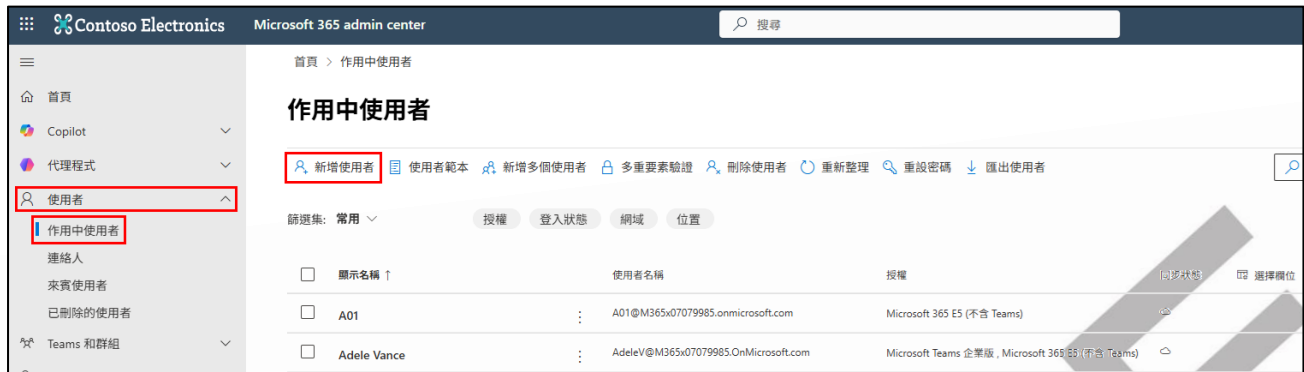 Contoso Electronics Microsoft 365 admin center 搜尋
首頁 > 作用中使用者
首頁
作用中使用者
Copilot
代理程式
新增使用者 使用者範本 新增多個使用者 多重要素驗證 刪除使用者 重新整理 重設密碼 匯出使用者
使用者
作用中使用者
篩選集: 常用 授權 登入狀態 網域 位置
連絡人
來賓使用者
已刪除的使用者
顯示名稱 ↑ 使用者名稱 授權 同步狀態 選擇欄位
A01 A01@M365x07079985.onmicrosoft.com Microsoft 365 E5 (不含 Teams)
Teams 和群組
Adele Vance AdeleV@M365x07079985.OnMicrosoft.com Microsoft Teams 企業版 , Microsoft 365 E5 (不含 Teams)